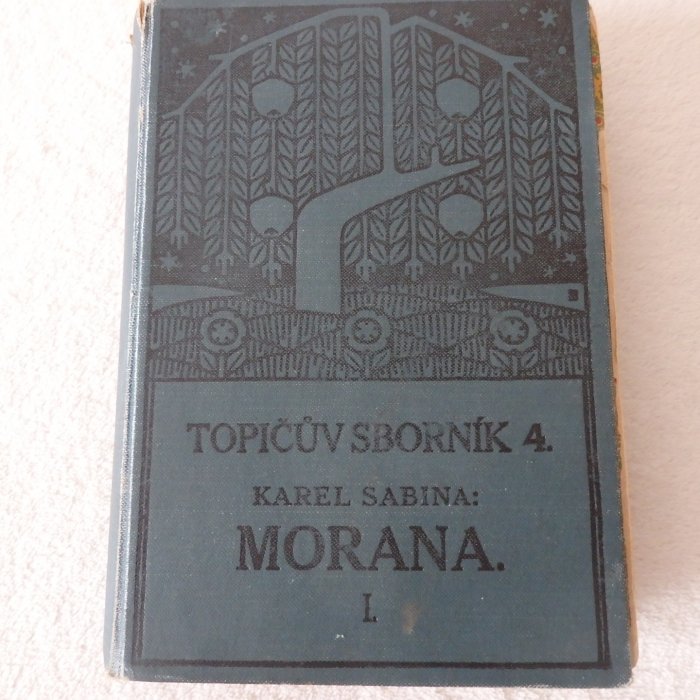 TOPIČŮV SBORNÍK 4.
KAREL SABINA:
MORANA.
I.